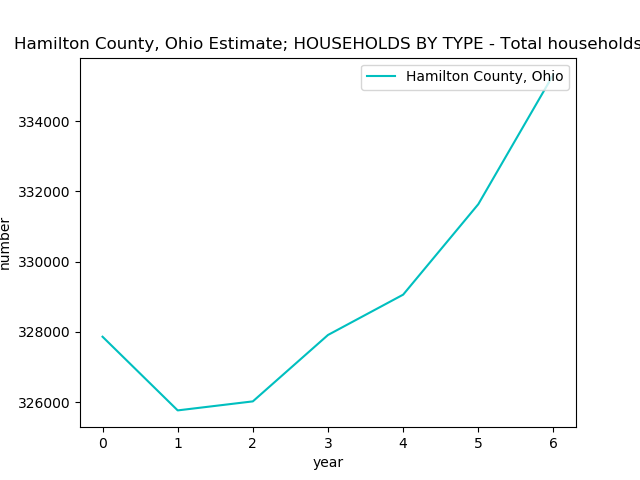 Hamilton County, Ohio Estimate; HOUSEHOLDS BY TYPE - Total households
Hamilton County, Ohio
334000
332000
330000
328000
326000
number
0 1 2 3 4 5 6
year